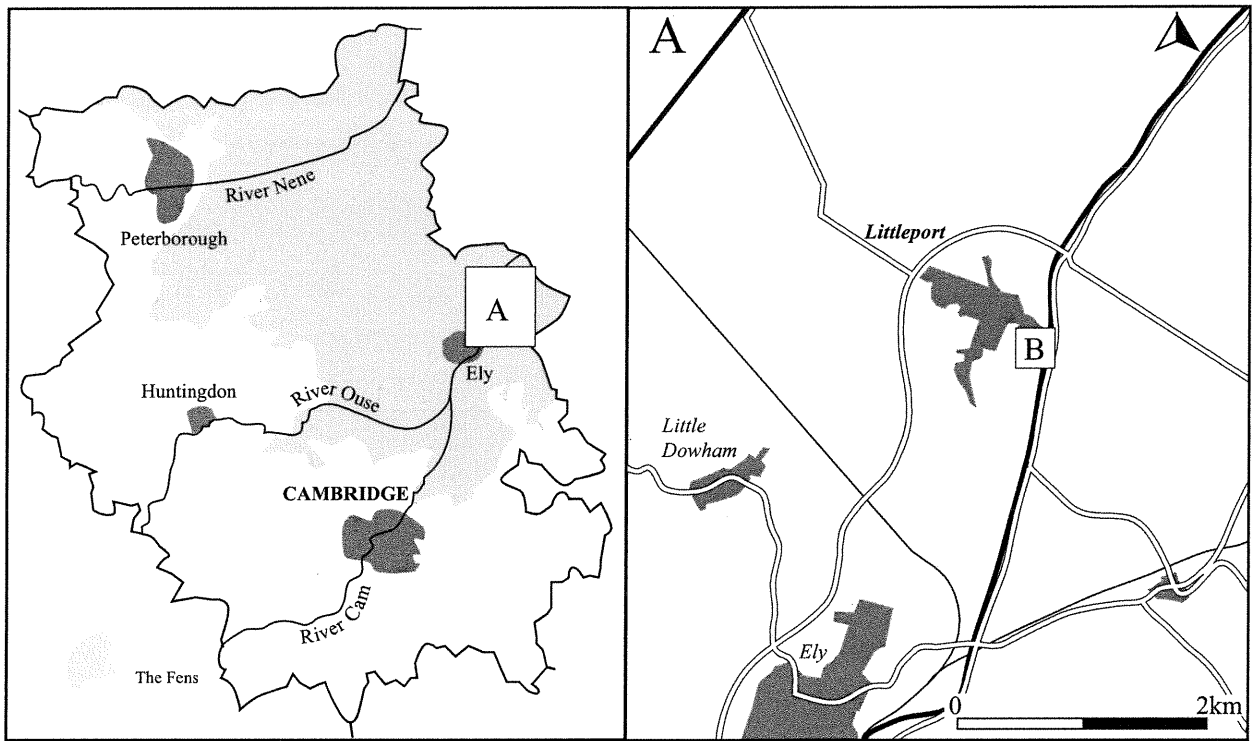 River Nene
Peterborough
A
Ely
Huntingdon
River Ouse
CAMBRIDGE
River Cam
The Fens
A
Littleport
B
Little
Dowham
Ely
0
2km